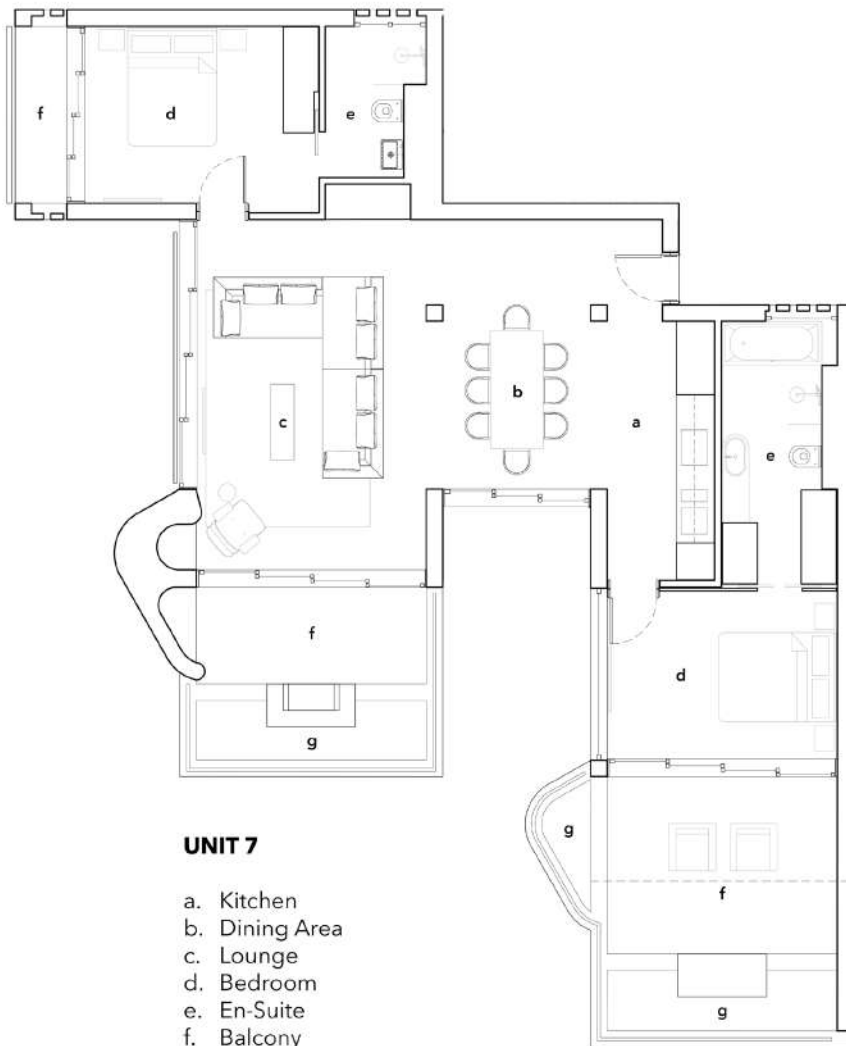 f
d
e
b
c
a
e
f
d
g
g
f
g
UNIT 7
a. Kitchen
b. Dining Area
c. Lounge
d. Bedroom
e. En-Suite
f. Balcony